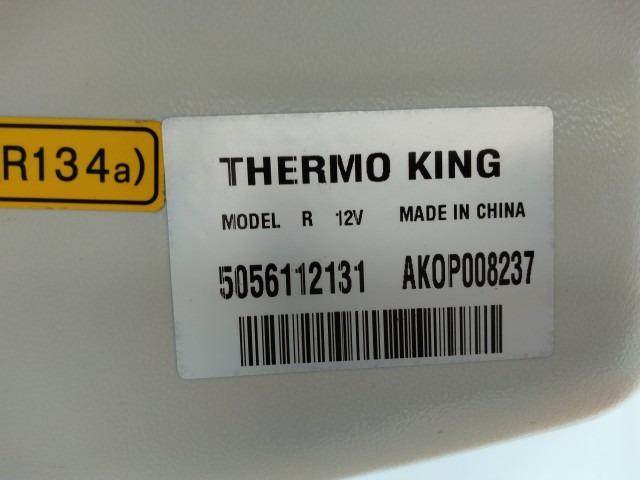 R134a)
THERMO KING
MODEL R 12V MADE IN CHINA
5056112131 AKOP008237